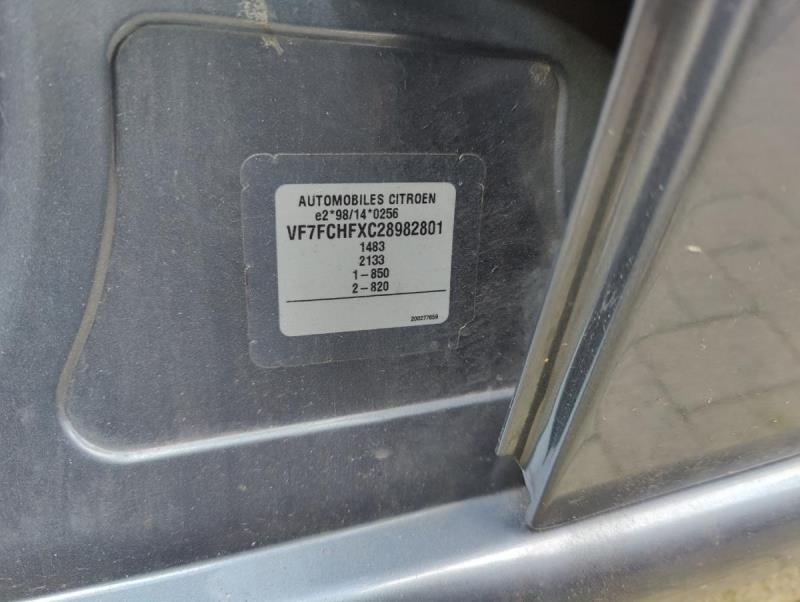 AUTOMOBILES CITROEN
e2*98/14*0256
VF7FCHFXC28982801
1483
2133
1-850
2-820
200277659